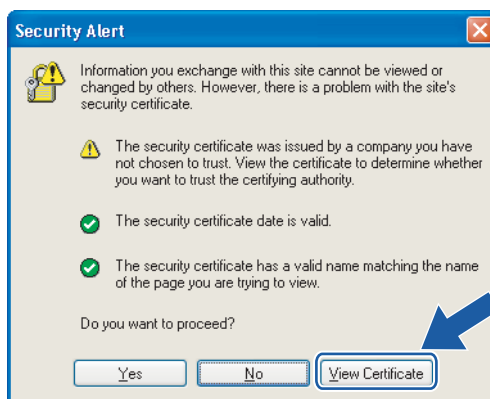 Security Alert
Information you exchange with this site cannot be viewed or
changed by others. However, there is a problem with the site's
security certificate.
The security certificate was issued by a company you have
not chosen to trust. View the certificate to determine whether
you want to trust the certifying authority.
The security certificate date is valid.
The security certificate has a valid name matching the name
of the page you are trying to view.
Do you want to proceed?
Yes
No
View Certificate